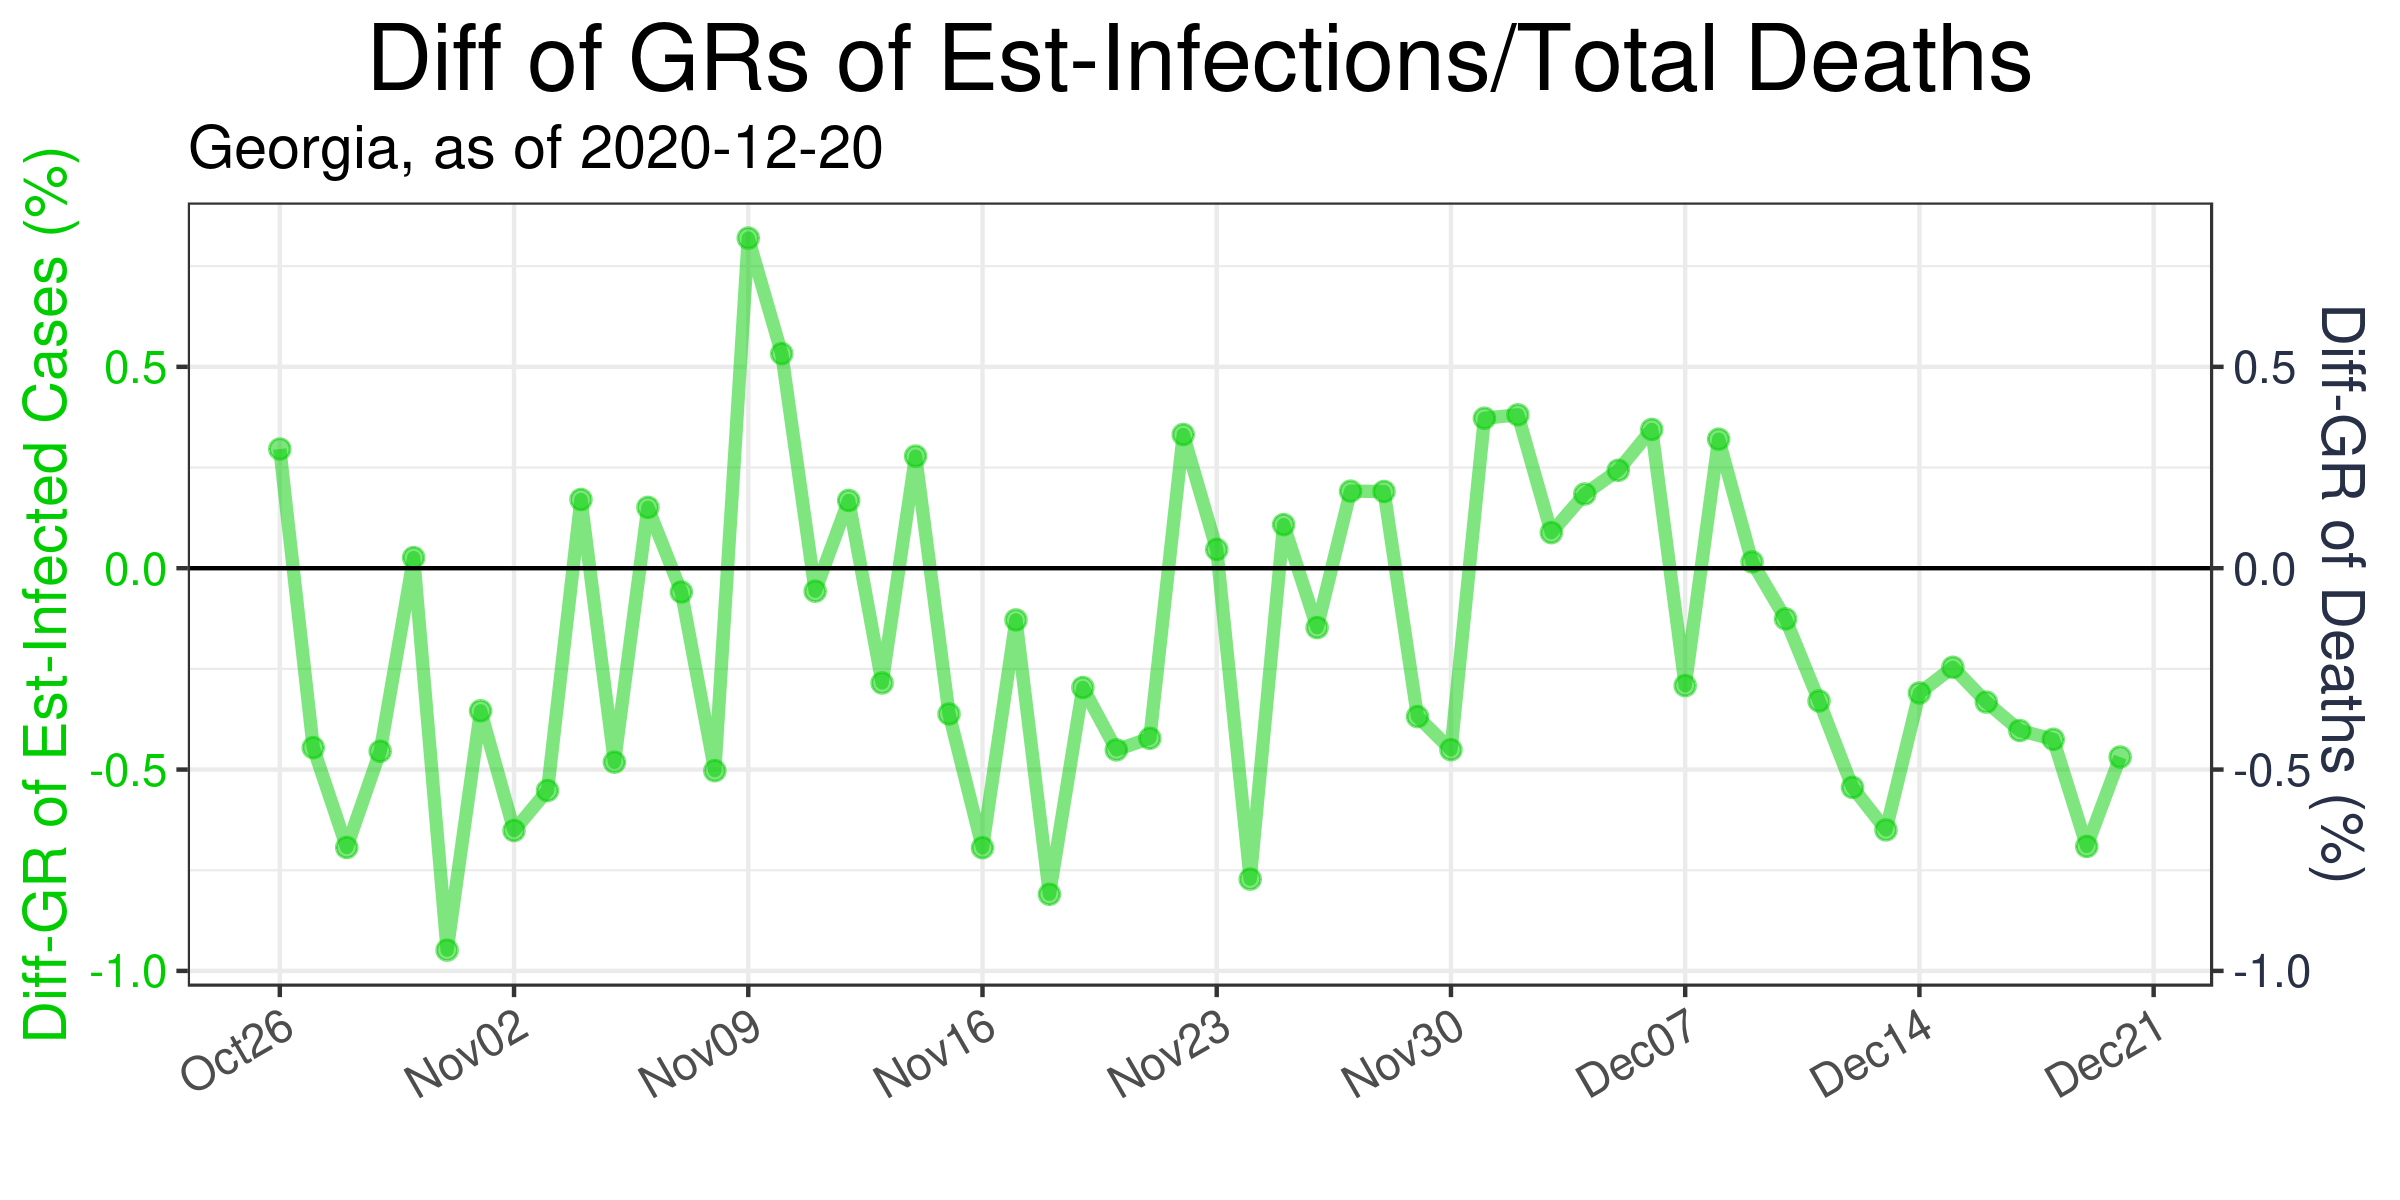 Diff of GRs of Est-Infections/Total Deaths
Georgia, as of 2020-12-20
Diff-GR of Est-Infected Cases (%)
0.5
0.0
-0.5
-1.0
0.5
0.0
-0.5
-1.0
Diff-GR of Deaths (%)
Oct26 Nov02 Nov09 Nov16 Nov23 Nov30 Dec07 Dec14 Dec21